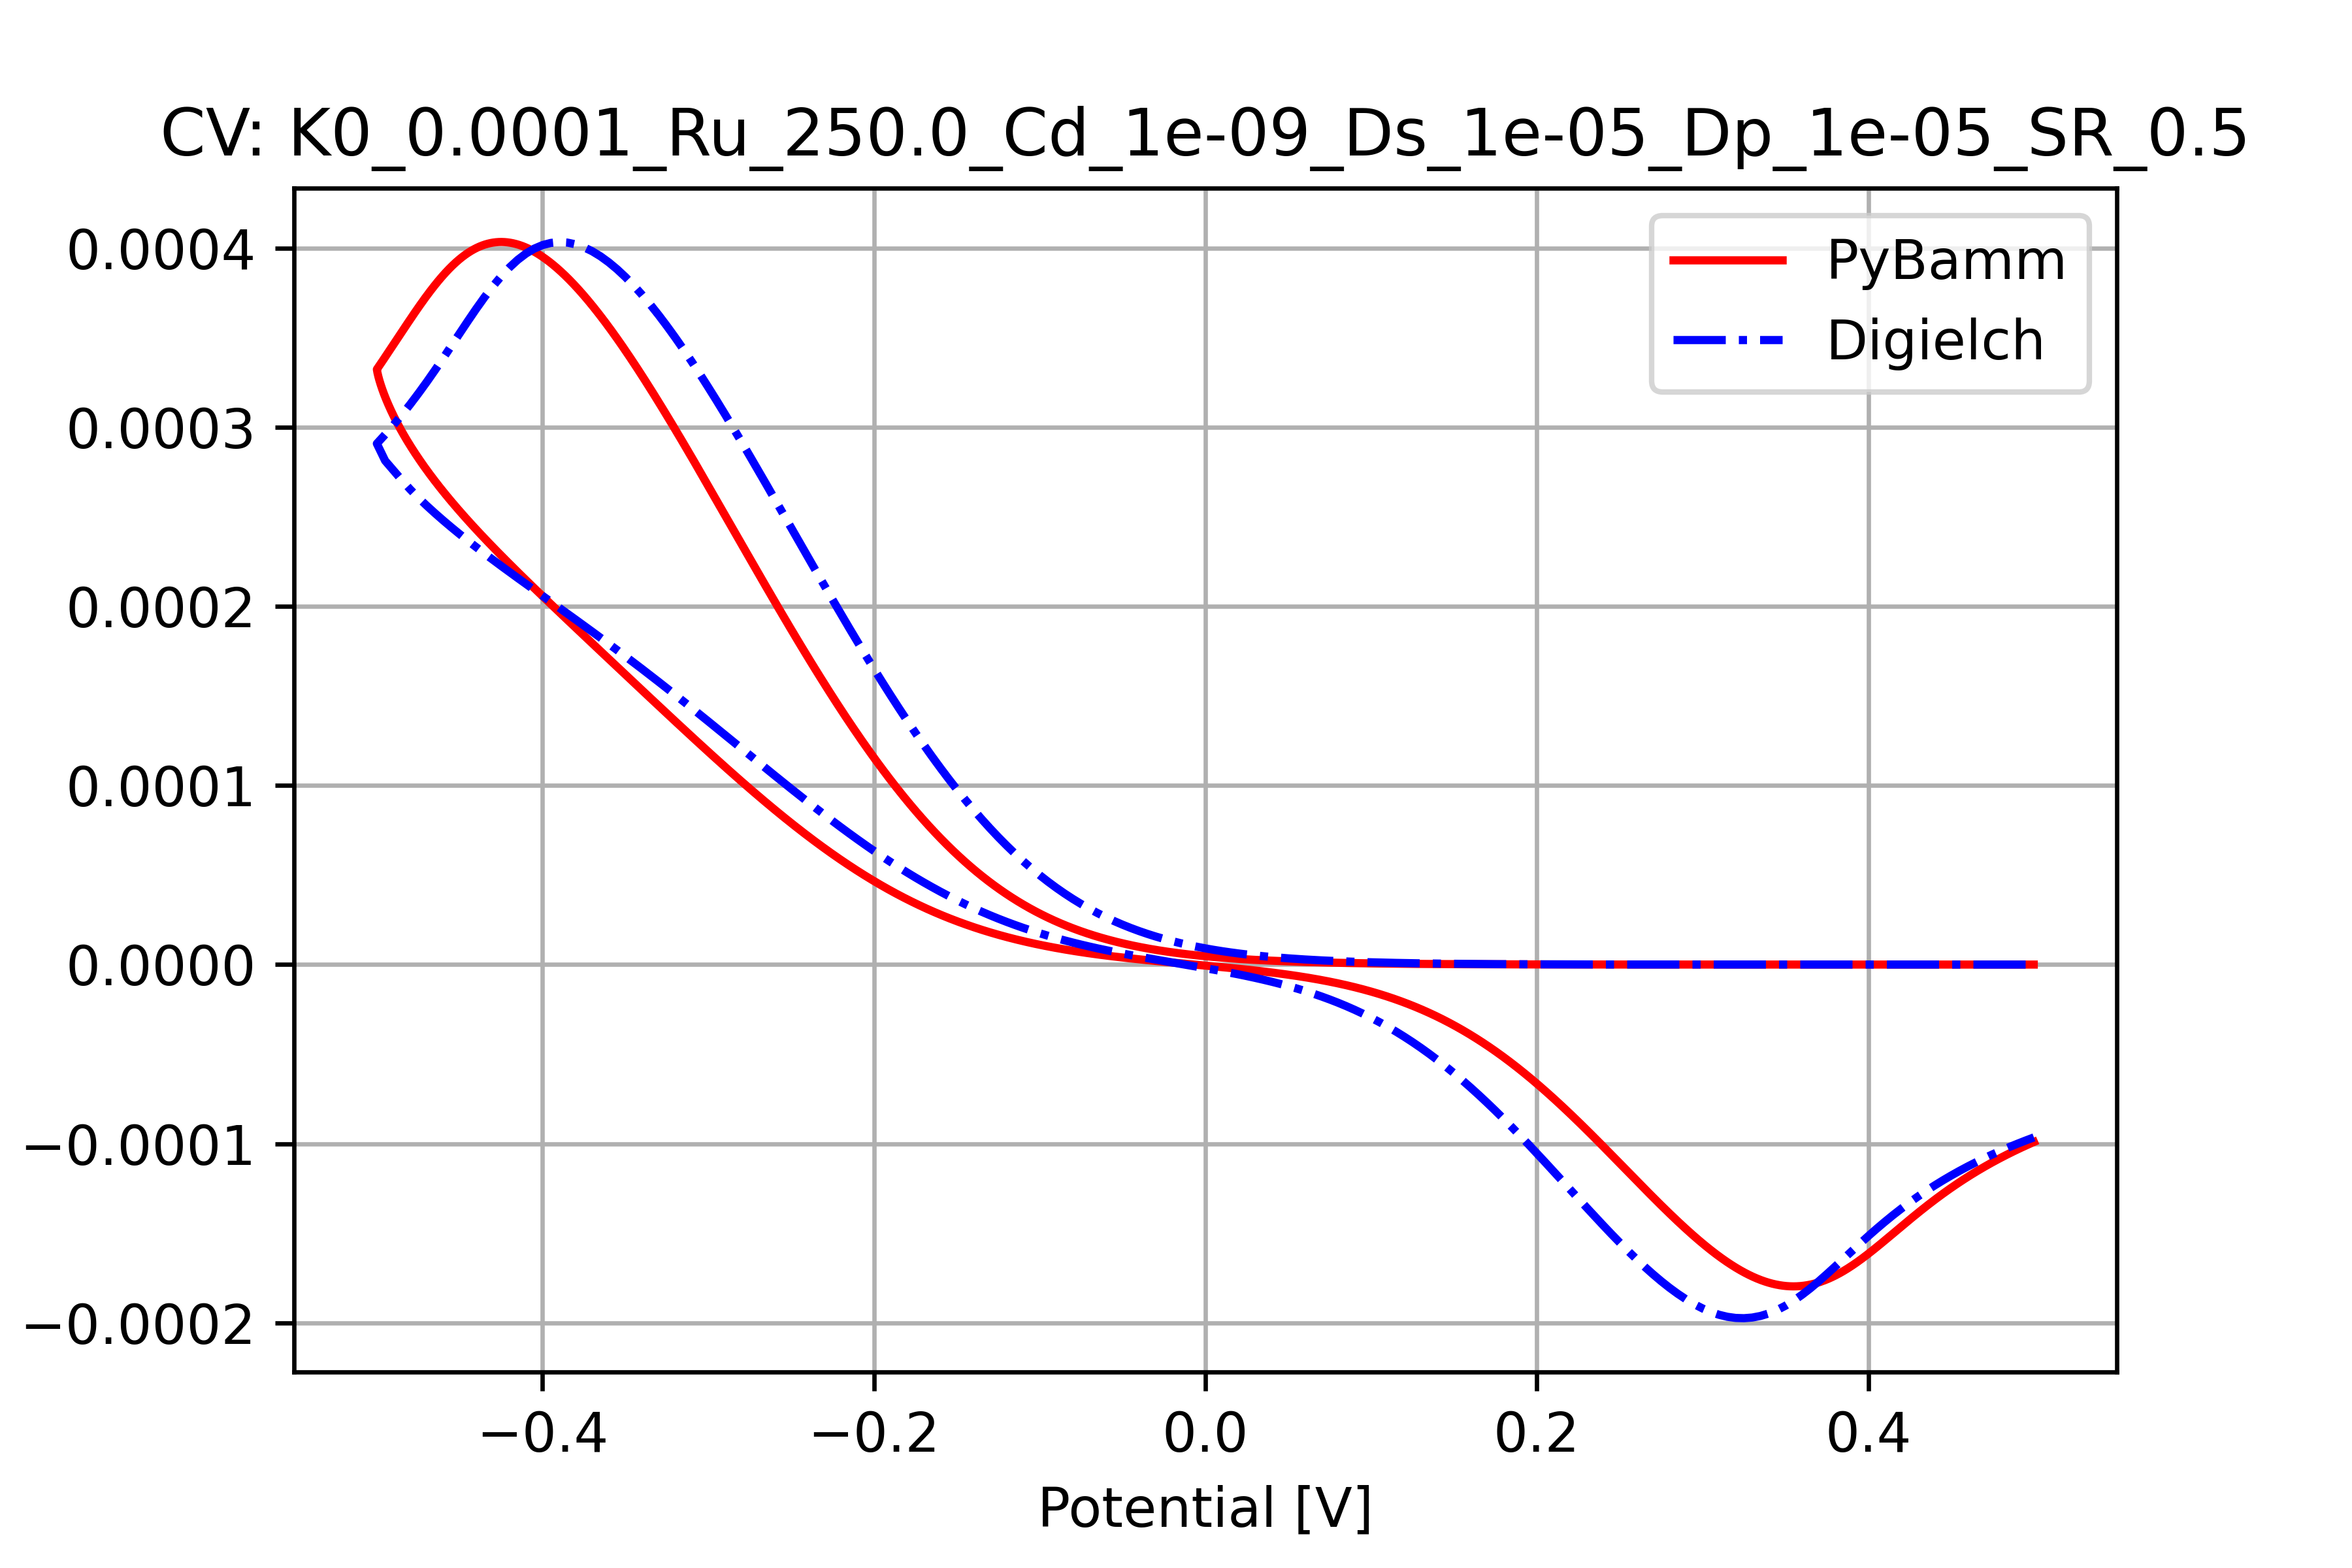 CV: K0_0.0001_Ru_250.0_Cd_1e-09_Ds_1e-05_Dp_1e-05_SR_0.5
PyBamm
Digielch
0.0004
0.0003
0.0002
0.0001
0.0000
−0.0001
−0.0002
−0.4 −0.2 0.0 0.2 0.4
Potential [V]